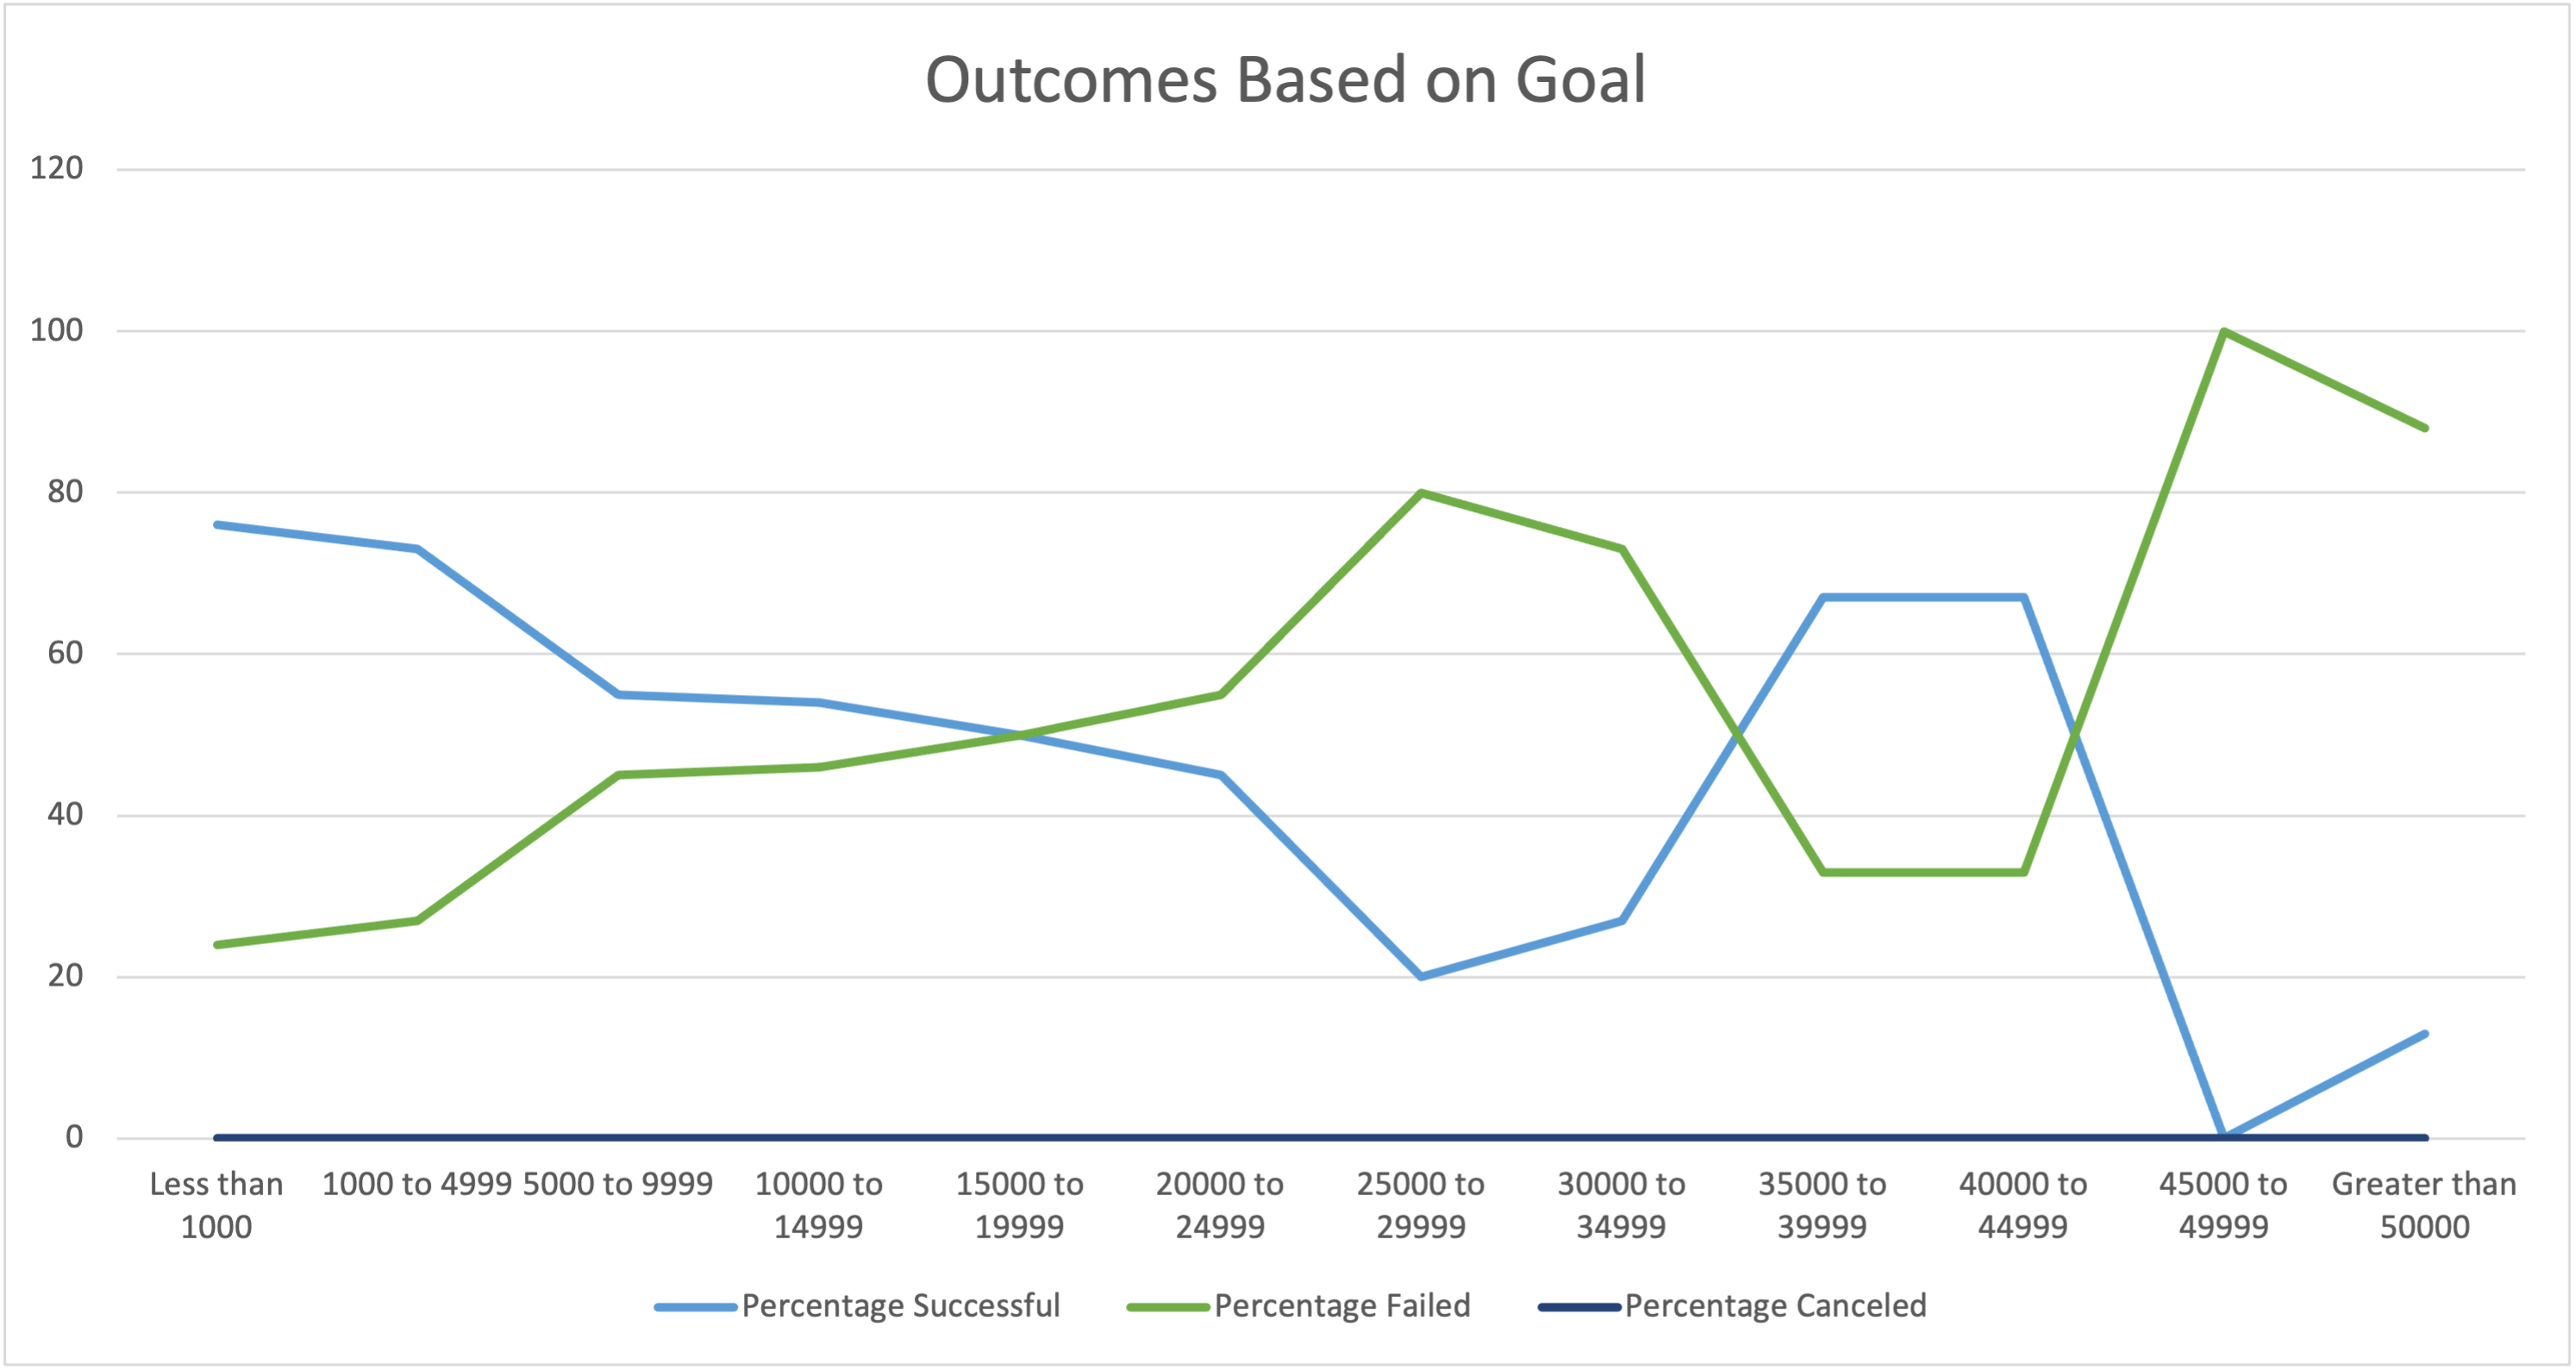 Outcomes Based on Goal
120
100
80
60
40
20
0
Less than 1000 to 4999 5000 to 9999 10000 to 15000 to 20000 to 25000 to 30000 to 35000 to 40000 to 45000 to Greater than
1000 14999 19999 24999 29999 34999 39999 44999 49999 50000
Percentage Successful Percentage Failed Percentage Canceled